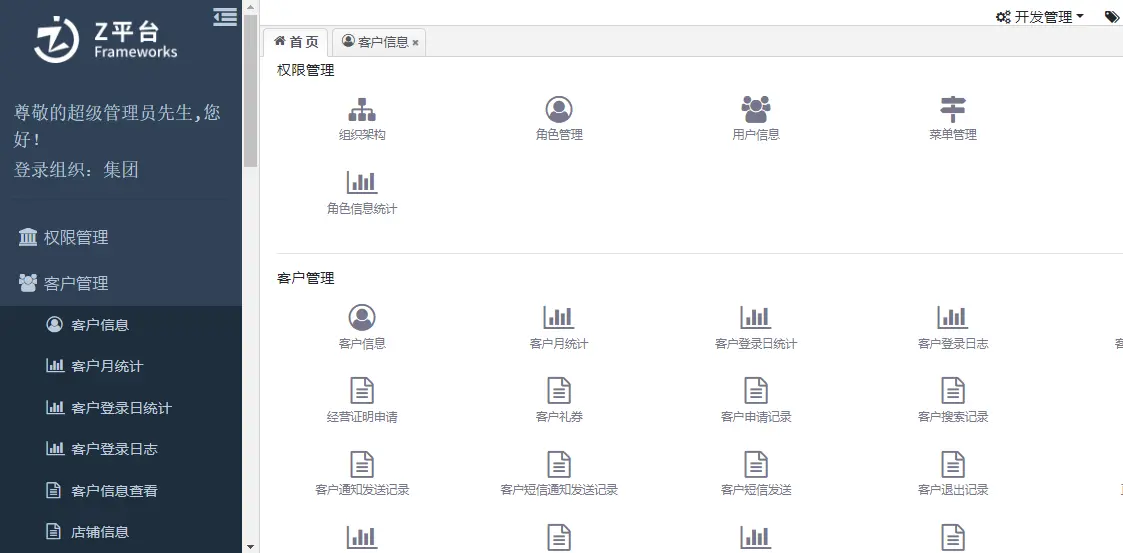 Z平台
Frameworks
尊敬的超级管理员先生,您
好!
登录组织：集团
权限管理
客户管理
客户信息
客户月统计
客户登录日统计
客户登录日志
客户信息查看
店铺信息
开发管理
首页
客户信息
权限管理
组织架构
角色管理
用户信息
菜单管理
角色信息统计
客户管理
客户信息
客户月统计
客户登录日统计
客户登录日志
经营证明申请
客户礼券
客户申请记录
客户搜索记录
客户通知发送记录
客户短信通知发送记录
客户短信发送
客户退出记录